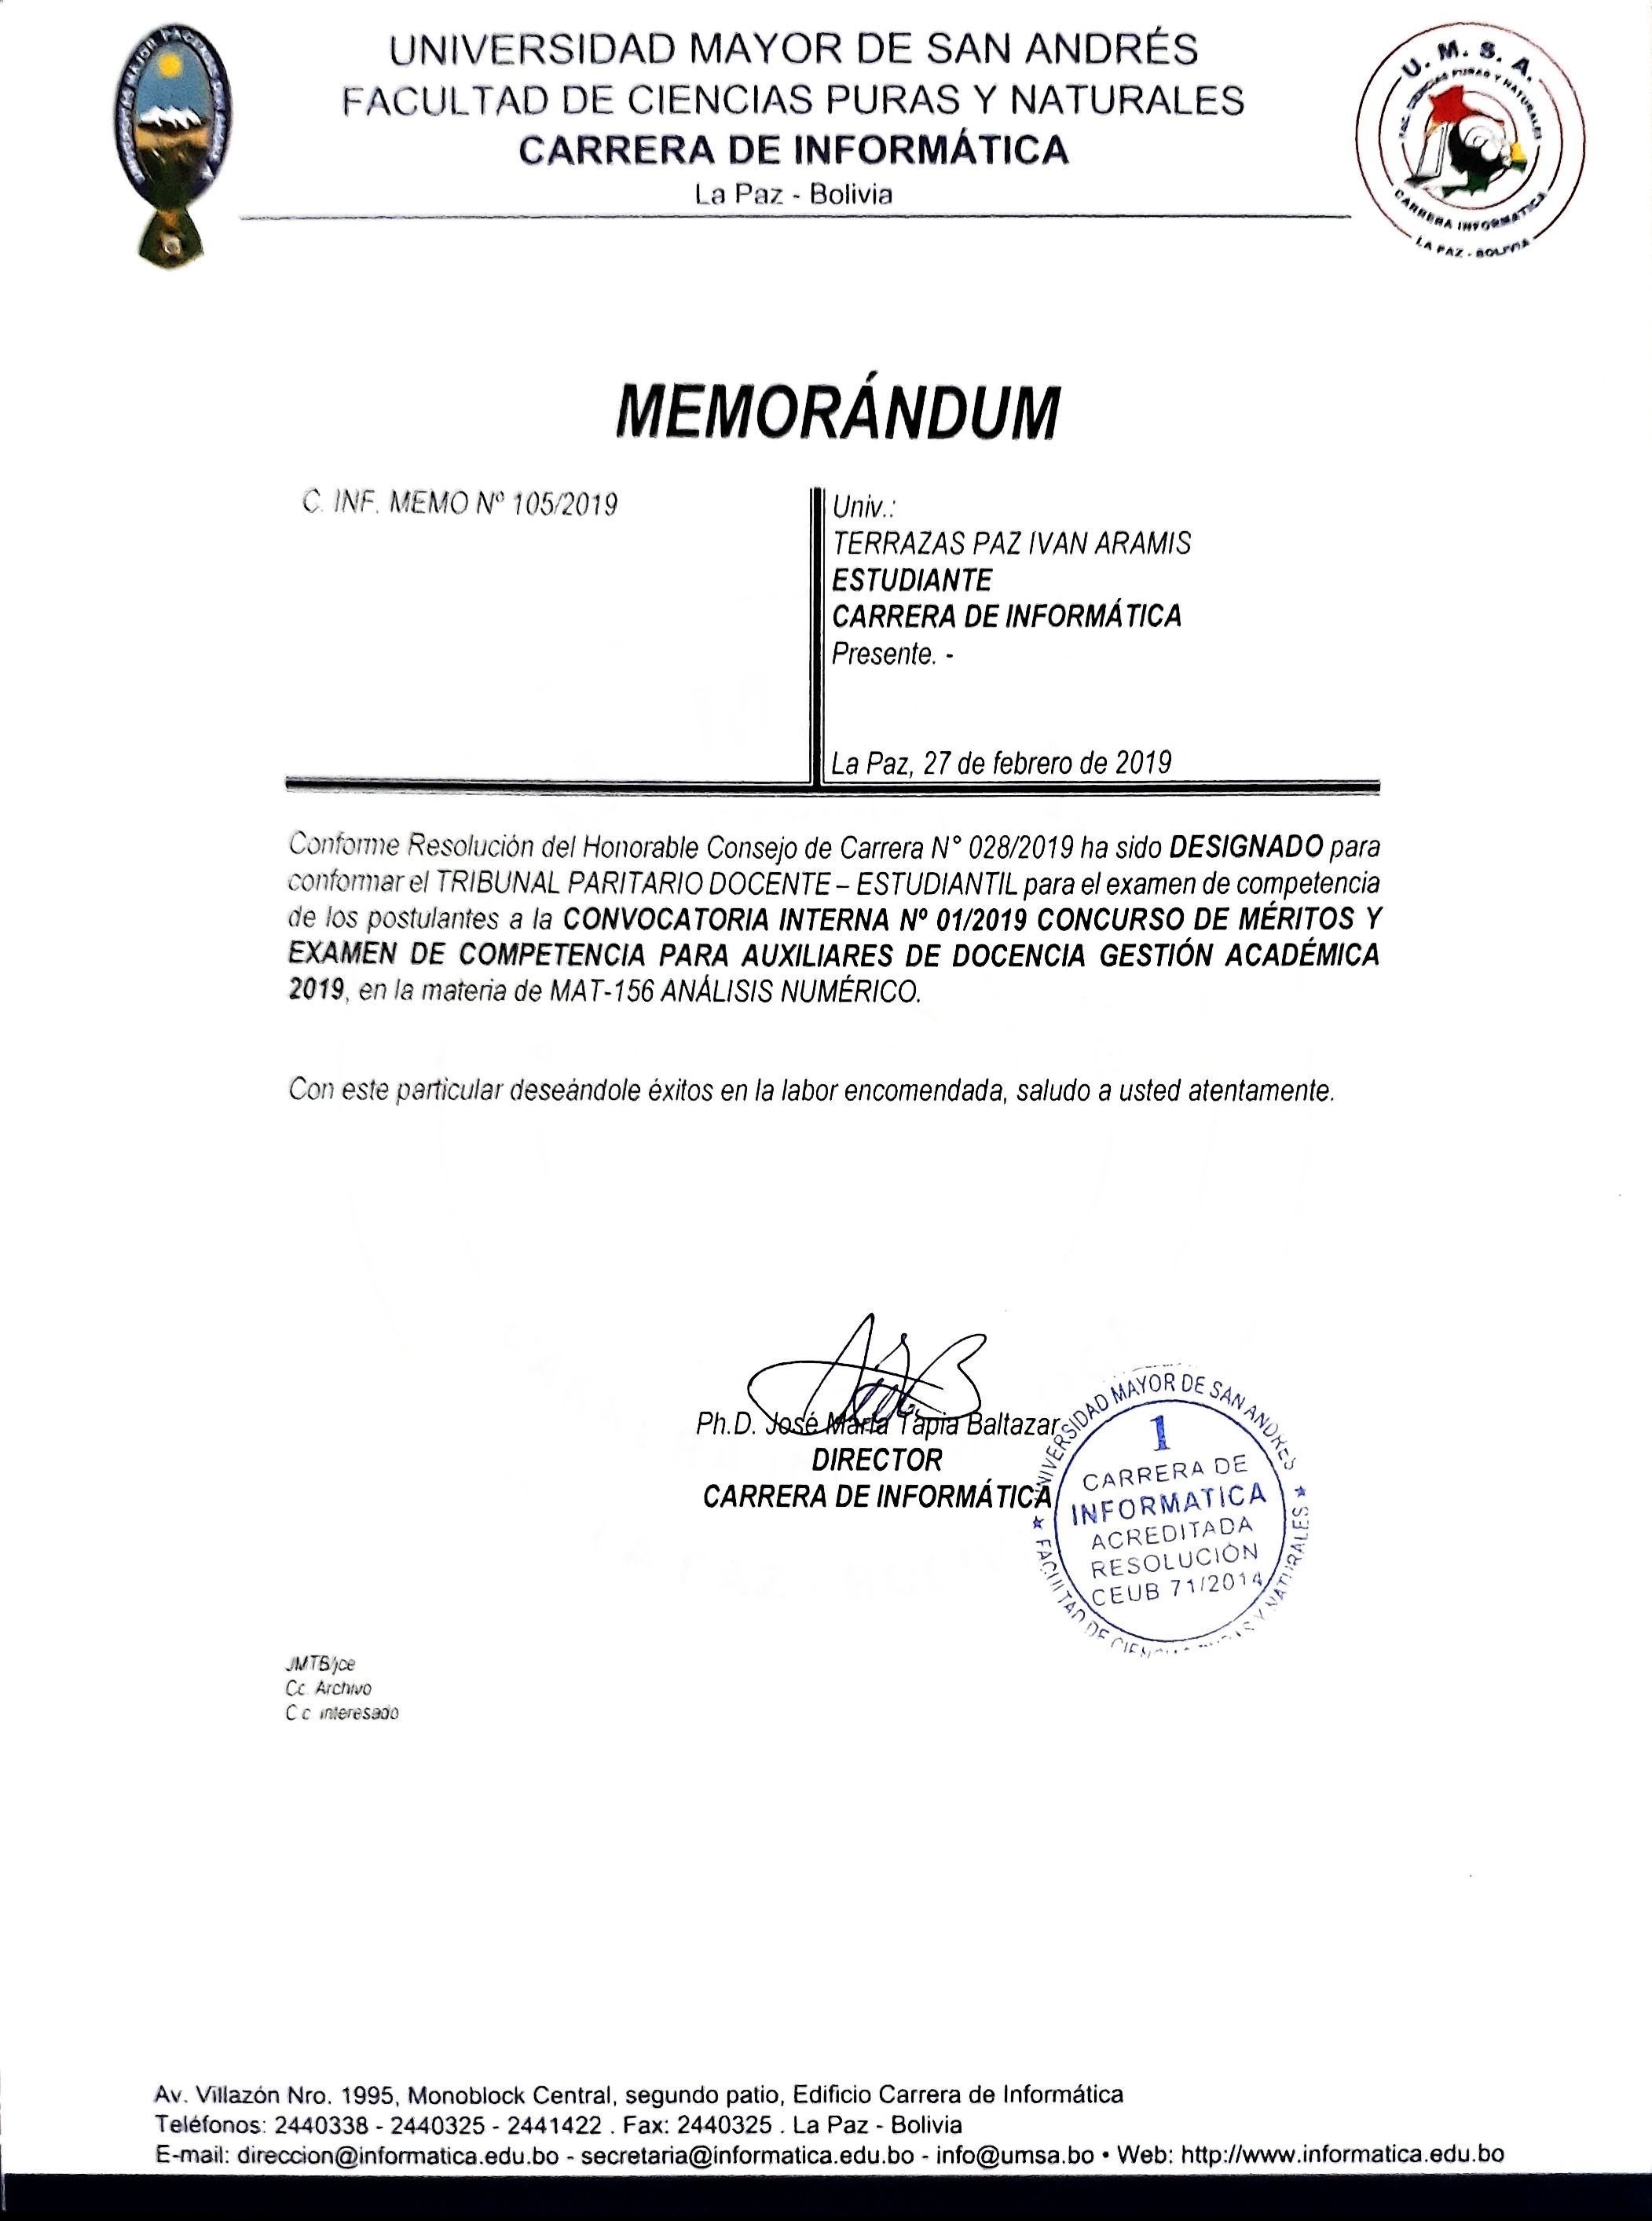 UNIVERSIDAD MAYOR DE SAN ANDRÉS
FACULTAD DE CIENCIAS PURAS Y NATURALES
CARRERA DE INFORMÁTICA
La Paz - Bolivia
U. M. S. A.
FAC. CIENCIAS PURAS Y NATURALES
CARRERA INFORMATICA
LA PAZ - BOLIVIA
MEMORÁNDUM
C. INF. MEMO Nº 105/2019
Univ.:
TERRAZAS PAZ IVAN ARAMIS
ESTUDIANTE
CARRERA DE INFORMÁTICA
Presente. -
La Paz, 27 de febrero de 2019
Conforme Resolución del Honorable Consejo de Carrera N° 028/2019 ha sido DESIGNADO para
conformar el TRIBUNAL PARITARIO DOCENTE – ESTUDIANTIL para el examen de competencia
de los postulantes a la CONVOCATORIA INTERNA Nº 01/2019 CONCURSO DE MÉRITOS Y
EXAMEN DE COMPETENCIA PARA AUXILIARES DE DOCENCIA GESTIÓN ACADÉMICA
2019, en la materia de MAT-156 ANÁLISIS NUMÉRICO.
Con este particular deseándole éxitos en la labor encomendada, saludo a usted atentamente.
Ph.D. José María Tapia Baltazar
DIRECTOR
CARRERA DE INFORMÁTICA
UNIVERSIDAD MAYOR DE SAN ANDRES
1
CARRERA DE
INFORMATICA
ACREDITADA
RESOLUCIÓN
CEUB 71/2014
FACULTAD DE CIENCIAS PURAS Y NATURALES
JMTB/jce
Cc. Archivo
C c interesado
Av. Villazón Nro. 1995, Monoblock Central, segundo patio, Edificio Carrera de Informática
Teléfonos: 2440338 - 2440325 - 2441422 . Fax: 2440325 . La Paz - Bolivia
E-mail: direccion@informatica.edu.bo - secretaria@informatica.edu.bo - info@umsa.bo • Web: http://www.informatica.edu.bo